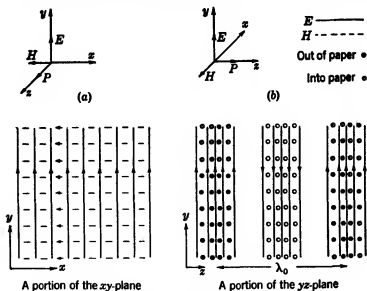 y
E
x
H
P
z
(a)
y
E
x
P
z
H
(b)
E
H
Out of paper
Into paper
y
x
A portion of the xy-plane
y
z
λ₀
A portion of the yz-plane